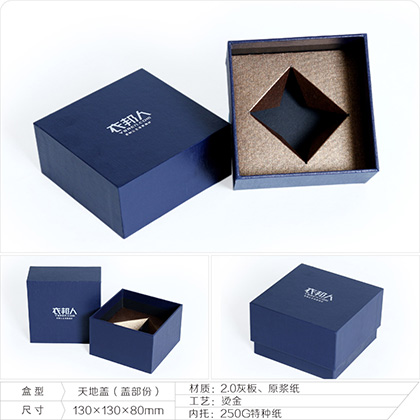 衣邦人
衣邦人
衣邦人
盒型 天地盖（盖部份）
尺寸 130×130×80mm
材质：2.0灰板、原浆纸
工艺：烫金
内托：250G特种纸